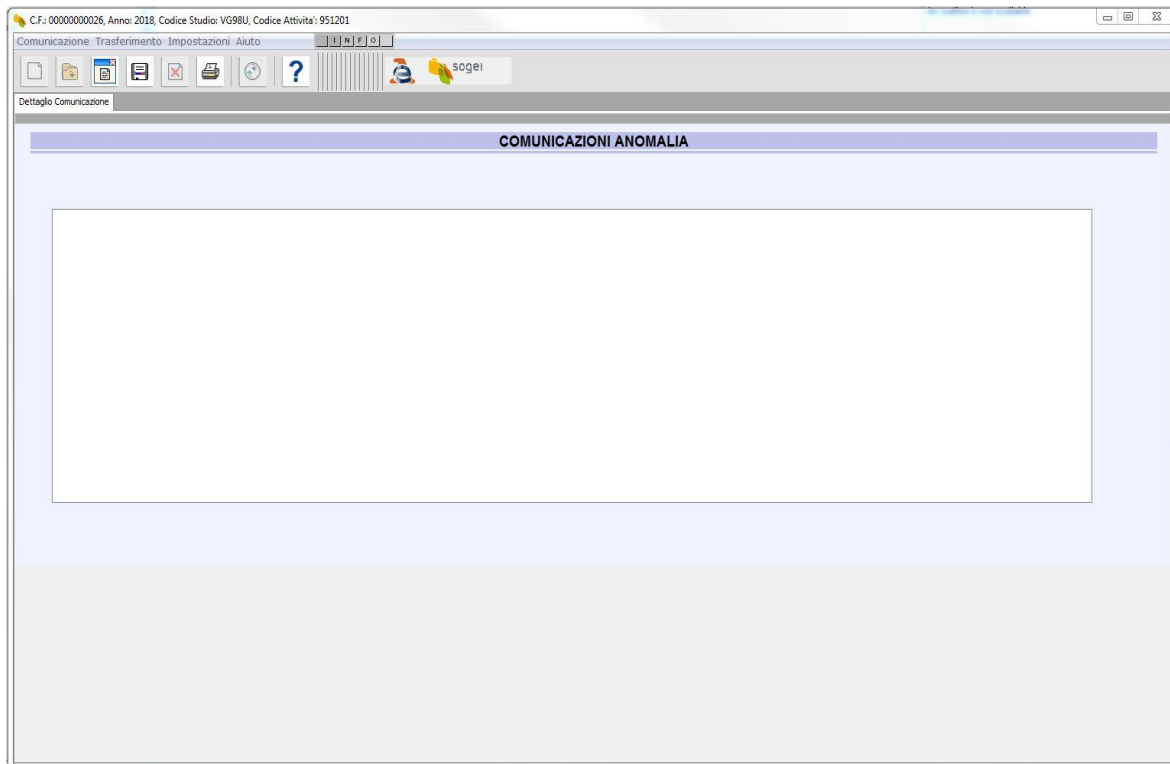 C.F.: 00000000026, Anno: 2018, Codice Studio: VG98U, Codice Attivita': 951201
Comunicazione Trasferimento Impostazioni Aiuto
I N F O
? e sogei
Dettaglio Comunicazione
COMUNICAZIONI ANOMALIA